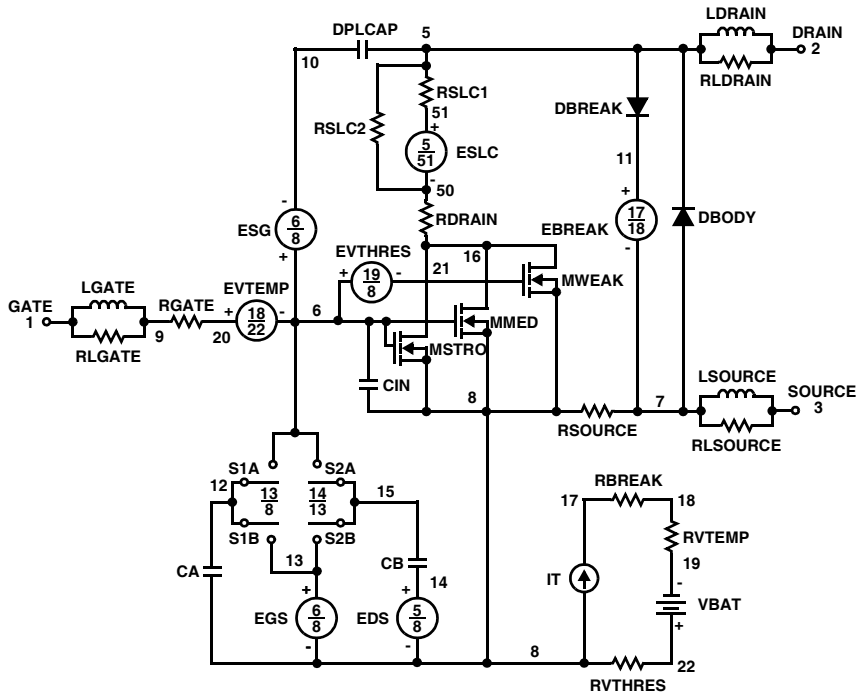 LDRAIN
DPLCAP
5
DRAIN
2
10
RLDRAIN
RSLC1
51
RSLC2
+
5
51
ESLC
-
50
DBREAK
11
+
17
18
EBREAK
-
DBODY
-
6
8
ESG
+
RDRAIN
EVTHRES
16
21
+
19
8
-
MWEAK
LGATE
EVTEMP
GATE
1
RGATE
+
18
22
-
6
9
20
RLGATE
MMED
MSTRO
CIN
8
7
LSOURCE
SOURCE
3
RSOURCE
RLSOURCE
S1A
S2A
12
13
8
14
13
15
S1B
S2B
13
CA
CB
14
+
6
8
EGS
-
+
5
8
EDS
-
RBREAK
17
18
RVTEMP
19
IT
-
VBAT
+
8
22
RVTHRES